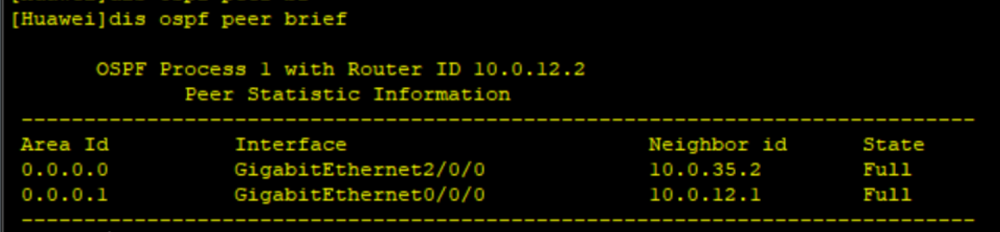 [Huawei]dis ospf peer brief
OSPF Process 1 with Router ID 10.0.12.2
Peer Statistic Information
----------------------------------------------------------------------------
Area Id Interface Neighbor id State
0.0.0.0 GigabitEthernet2/0/0 10.0.35.2 Full
0.0.0.1 GigabitEthernet0/0/0 10.0.12.1 Full
----------------------------------------------------------------------------